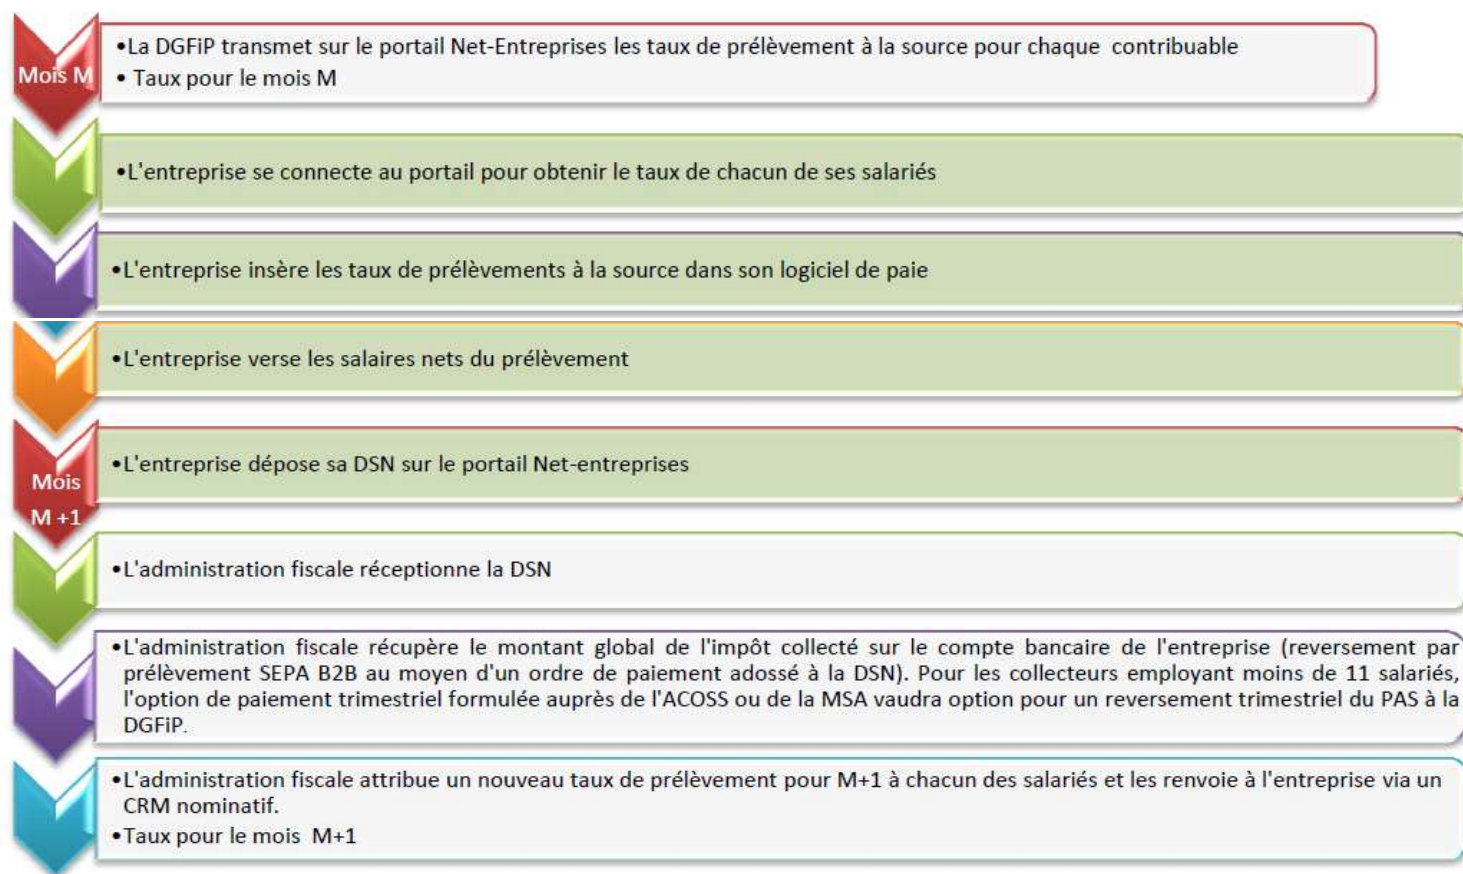 •La DGFiP transmet sur le portail Net-Entreprises les taux de prélèvement à la source pour chaque contribuable
Mois M
• Taux pour le mois M
•L'entreprise se connecte au portail pour obtenir le taux de chacun de ses salariés
•L'entreprise insère les taux de prélèvements à la source dans son logiciel de paie
•L'entreprise verse les salaires nets du prélèvement
•L'entreprise dépose sa DSN sur le portail Net-entreprises
Mois
M +1
•L'administration fiscale réceptionne la DSN
•L'administration fiscale récupère le montant global de l'impôt collecté sur le compte bancaire de l'entreprise (reversement par
prélèvement SEPA B2B au moyen d'un ordre de paiement adossé à la DSN). Pour les collecteurs employant moins de 11 salariés,
l'option de paiement trimestriel formulée auprès de l'ACOSS ou de la MSA vaudra option pour un reversement trimestriel du PAS à la
DGFiP.
•L'administration fiscale attribue un nouveau taux de prélèvement pour M+1 à chacun des salariés et les renvoie à l'entreprise via un
CRM nominatif.
•Taux pour le mois M+1